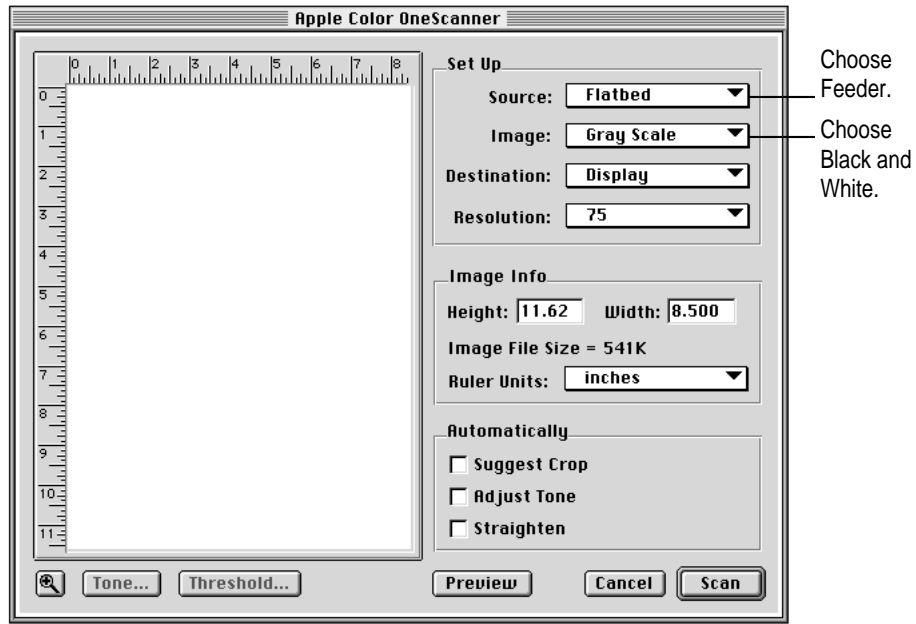 Apple Color OneScanner
0 1 2 3 4 5 6 7 8
0
1
2
3
4
5
6
7
8
9
10
11
Set Up
Source: Flatbed
Image: Gray Scale
Destination: Display
Resolution: 75
Image Info
Height: 11.62 Width: 8.500
Image File Size = 541K
Ruler Units: inches
Automatically
Suggest Crop
Adjust Tone
Straighten
Tone... Threshold... Preview Cancel Scan
Choose
Feeder.
Choose
Black and
White.